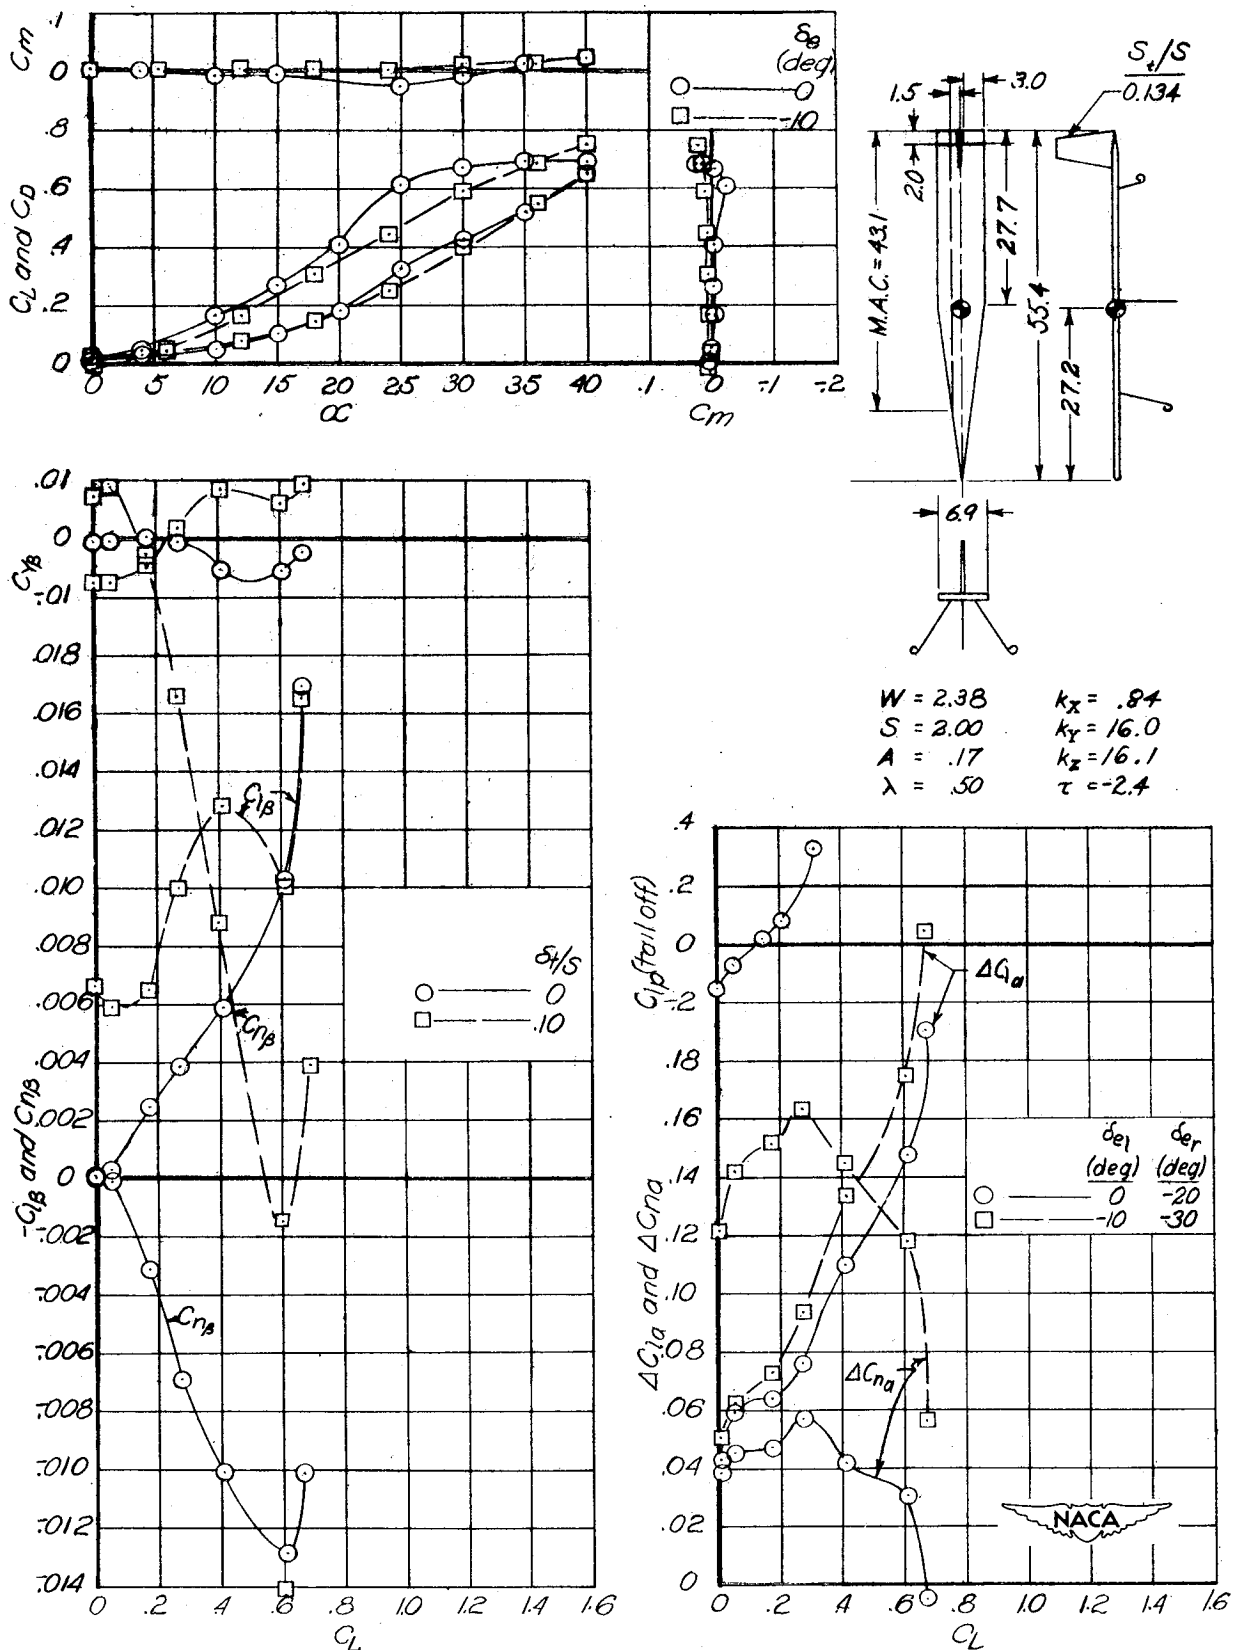 Cm
.1
0
CL and CD
.8
.6
.4
.2
0
0 5 10 15 20 25 30 35 40
α
δe
(deg)
0
-10
.1 0 -.1 -.2
Cm
1.5
3.0
St/S
0.134
2.0
M.A.C. = 43.1
27.7
55.4
27.2
6.9
W = 2.38
S = 2.00
A = .17
λ = .50
kX = .84
kY = 16.0
kZ = 16.1
τ = -2.4
CYβ
.01
0
-.01
-Clβ and Cnβ
.018
.016
.014
.012
.010
.008
.006
.004
.002
0
-.002
-.004
-.006
-.008
-.010
-.012
-.014
Clβ
Cnβ
Cnβ
St/S
0
.10
0 .2 .4 .6 .8 1.0 1.2 1.4 1.6
CL
Clp (tail off)
.4
.2
0
-.2
ΔCla and ΔCna
.18
.16
.14
.12
.10
.08
.06
.04
.02
0
ΔCla
ΔCna
δel
δer
(deg)
(deg)
0 -20
-10 -30
NACA
0 .2 .4 .6 .8 1.0 1.2 1.4 1.6
CL